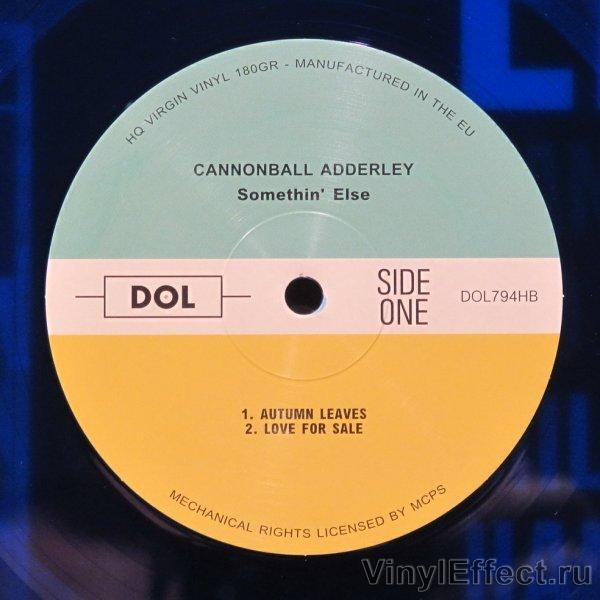 HQ VIRGIN VINYL 180GR - MANUFACTURED IN THE EU
CANNONBALL ADDERLEY
Somethin' Else
DOL
SIDE
ONE
DOL794HB
1. AUTUMN LEAVES
2. LOVE FOR SALE
MECHANICAL RIGHTS LICENSED BY MCPS
VinylEffect.ru